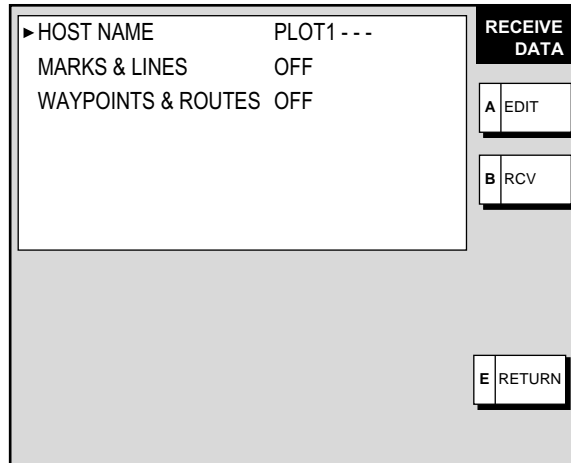 ►HOST NAME PLOT1 - - -
MARKS & LINES OFF
WAYPOINTS & ROUTES OFF
RECEIVE
DATA
A EDIT
B RCV
E RETURN